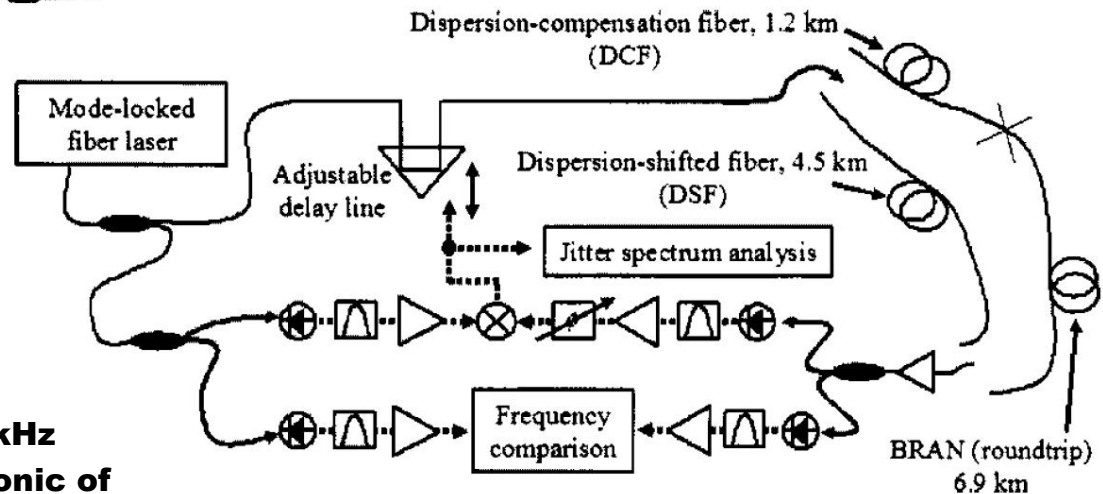 Dispersion-compensation fiber, 1.2 km
(DCF)
Mode-locked
fiber laser
Adjustable
delay line
Dispersion-shifted fiber, 4.5 km
(DSF)
Jitter spectrum analysis
Frequency
comparison
BRAN (roundtrip)
6.9 km
kHz
onic of